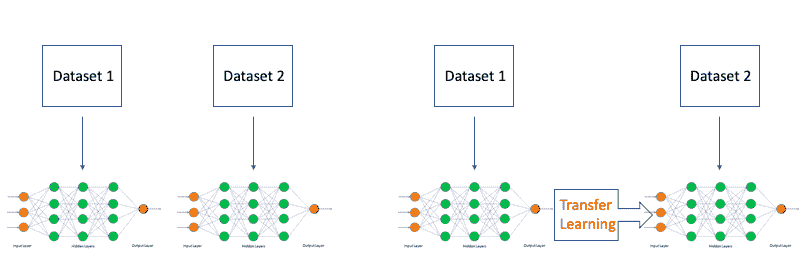 Dataset 1
Dataset 2
Dataset 1
Dataset 2
Transfer
Learning
Input Layer
Hidden Layers
Output Layer
Input Layer
Hidden Layers
Output Layer
Input Layer
Hidden Layers
Output Layer
Input Layer
Hidden Layers
Output Layer